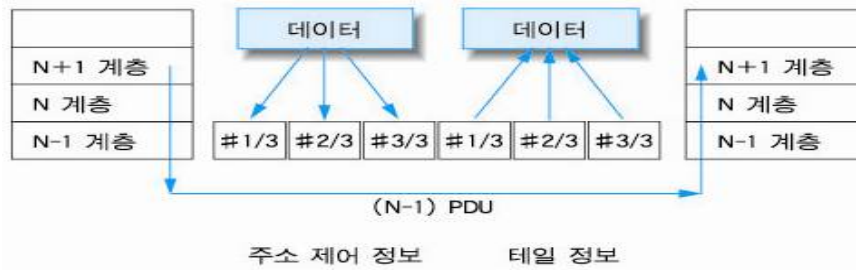 데이터 데이터
N+1 계층 N+1 계층
N 계층 N 계층
N-1 계층 #1/3 #2/3 #3/3 #1/3 #2/3 #3/3 N-1 계층
(N-1) PDU
주소 제어 정보 테일 정보